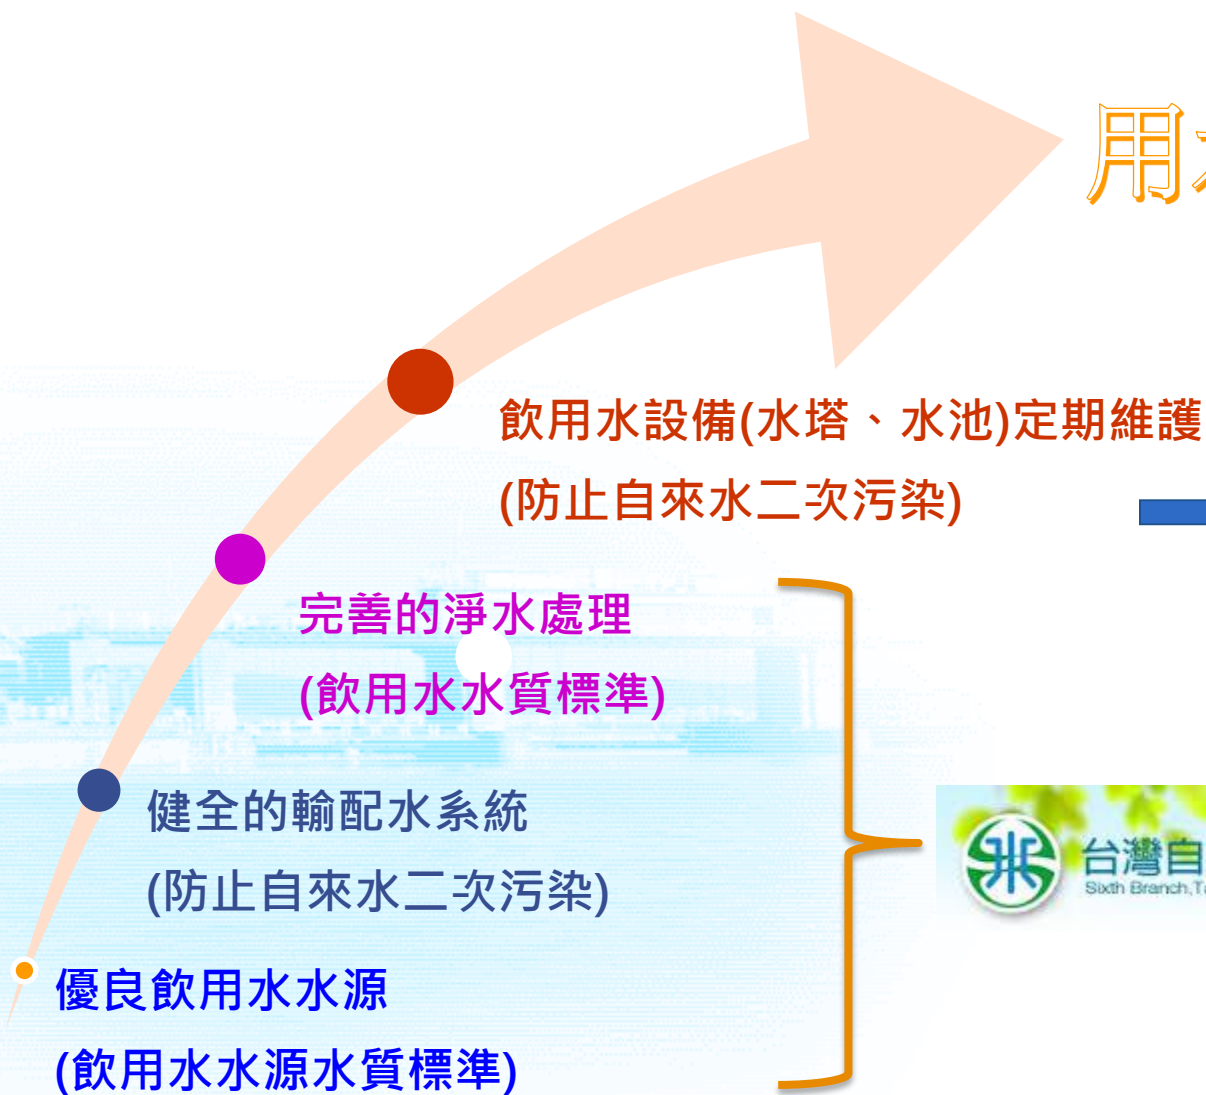 用
飲用水設備(水塔、水池)定期維護
(防止自來水二次污染)
完善的淨水處理
(飲用水水質標準)
健全的輸配水系統
(防止自來水二次污染)
台灣自
Sixth Branch,
優良飲用水水源
(飲用水水源水質標準)